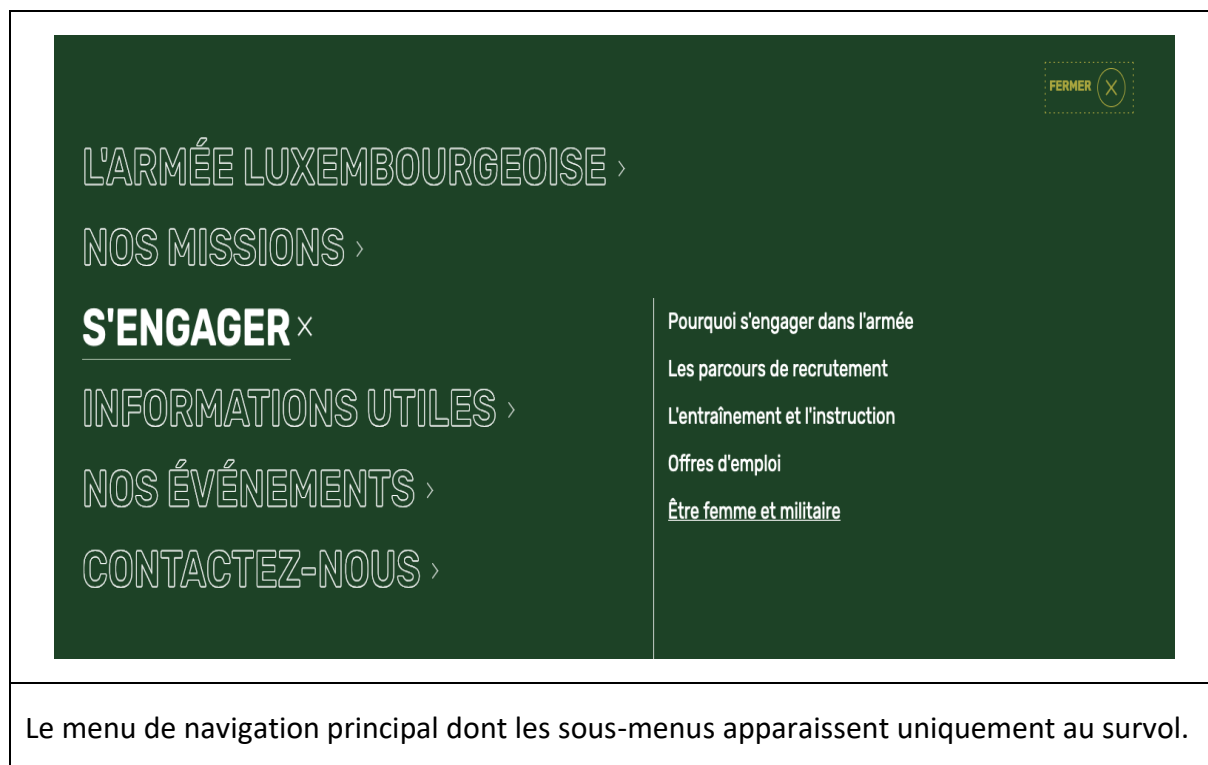 FERMER X
L'ARMÉE LUXEMBOURGEOISE ›
NOS MISSIONS ›
S'ENGAGER ×
INFORMATIONS UTILES ›
NOS ÉVÉNEMENTS ›
CONTACTEZ-NOUS ›
Pourquoi s'engager dans l'armée
Les parcours de recrutement
L'entraînement et l'instruction
Offres d'emploi
Être femme et militaire
Le menu de navigation principal dont les sous-menus apparaissent uniquement au survol.